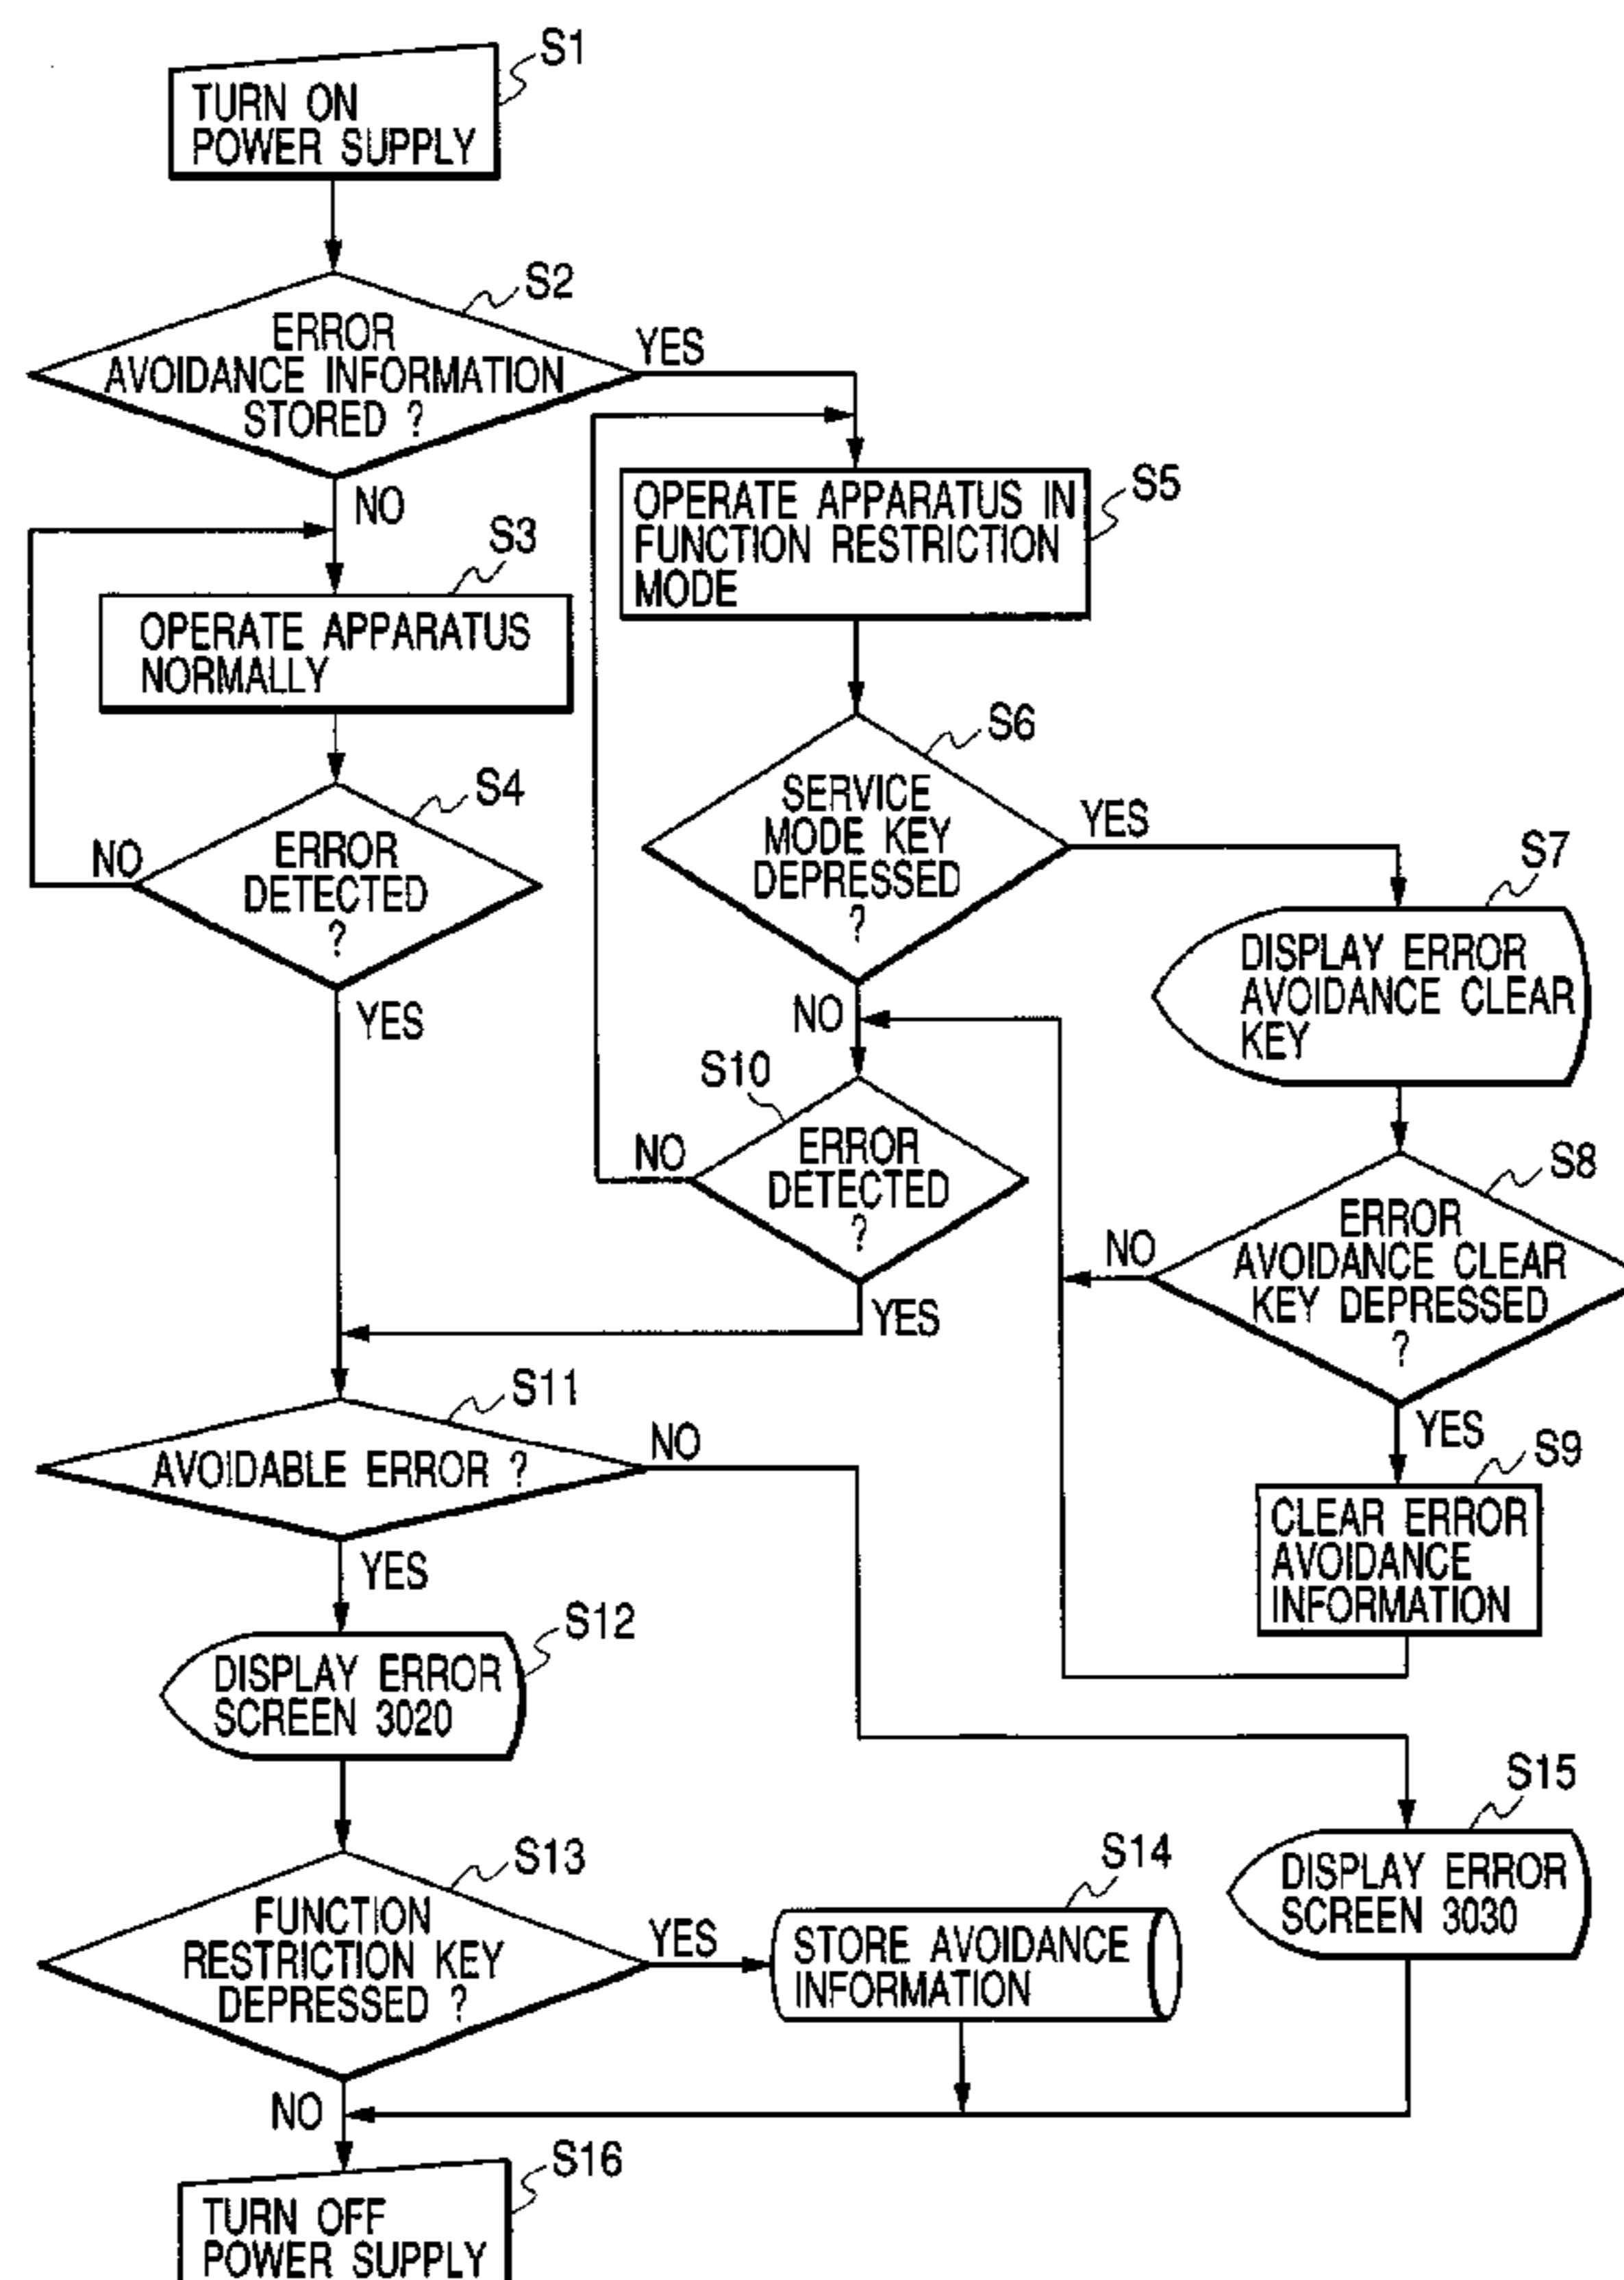 S1
TURN ON
POWER SUPPLY
S2
ERROR
AVOIDANCE INFORMATION
STORED ?
YES
NO
S3
OPERATE APPARATUS
NORMALLY
S4
ERROR
DETECTED
?
NO
YES
S5
OPERATE APPARATUS IN
FUNCTION RESTRICTION
MODE
S6
SERVICE
MODE KEY
DEPRESSED
?
YES
NO
S7
DISPLAY ERROR
AVOIDANCE CLEAR
KEY
S8
ERROR
AVOIDANCE CLEAR
KEY DEPRESSED
?
NO
YES
S9
CLEAR ERROR
AVOIDANCE
INFORMATION
S10
ERROR
DETECTED
?
NO
YES
S11
AVOIDABLE ERROR ?
NO
YES
S12
DISPLAY ERROR
SCREEN 3020
S13
FUNCTION
RESTRICTION KEY
DEPRESSED ?
YES
NO
S14
STORE AVOIDANCE
INFORMATION
S15
DISPLAY ERROR
SCREEN 3030
S16
TURN OFF
POWER SUPPLY